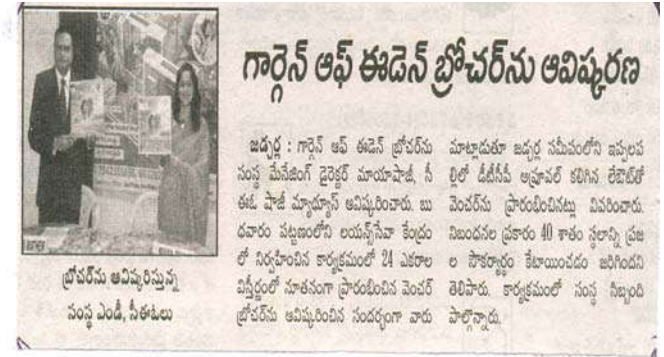 గార్గెన్ ఆఫ్ ఈడెన్ బ్రోచర్‌ను ఆవిష్కరణ
జడ్చర్ల : గార్గెన్ ఆఫ్ ఈడెన్ బ్రోచర్‌ను
సంస్థ మేనేజింగ్ డైరెక్టర్ మాయాషాజీ, సీ
ఈఓ షాజీ మ్యాథ్యూస్ ఆవిష్కరించారు. బు
ధవారం పట్టణంలోని లయన్స్‌సేవా కేంద్రం
లో నిర్వహించిన కార్యక్రమంలో 24 ఎకరాల
విస్తీర్ణంలో నూతనంగా ప్రారంభించిన వెంచర్
బ్రోచర్‌ను ఆవిష్కరించిన సందర్భంగా వారు
మాట్లాడుతూ జడ్చర్ల సమీపంలోని ఇప్పలప
ల్లిలో డీటీసీపీ అప్రూవల్ కలిగిన లేఔట్‌తో
వెంచర్‌ను ప్రారంభించినట్లు వివరించారు.
నిబంధనల ప్రకారం 40 శాతం స్థలాన్ని ప్రజ
ల సౌకర్యార్థం కేటాయించడం జరిగిందని
తెలిపారు. కార్యక్రమంలో సంస్థ సిబ్బంది
పాల్గొన్నారు.
బ్రోచర్‌ను ఆవిష్కరిస్తున్న
సంస్థ ఎండీ, సీఈఓలు